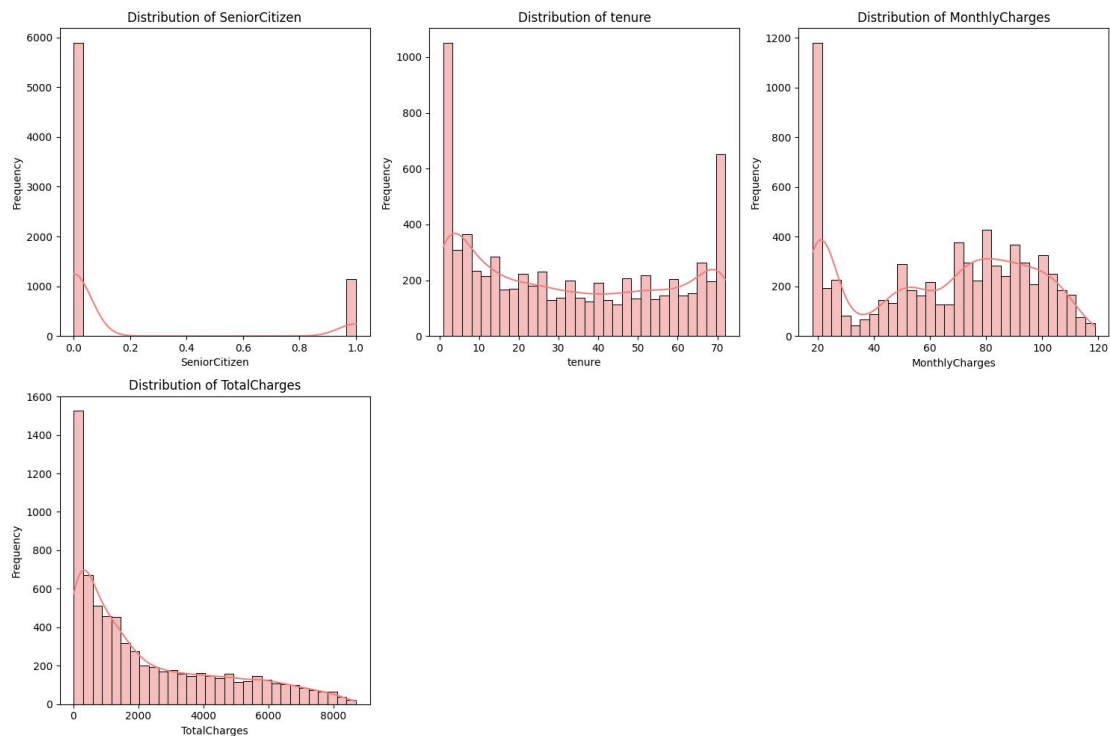 Distribution of SeniorCitizen
6000
5000
4000
3000
2000
1000
0
Frequency
0.0 0.2 0.4 0.6 0.8 1.0
SeniorCitizen
Distribution of tenure
1000
800
600
400
200
0
Frequency
0 10 20 30 40 50 60 70
tenure
Distribution of MonthlyCharges
1200
1000
800
600
400
200
0
Frequency
20 40 60 80 100 120
MonthlyCharges
Distribution of TotalCharges
1600
1400
1200
1000
800
600
400
200
0
Frequency
0 2000 4000 6000 8000
TotalCharges